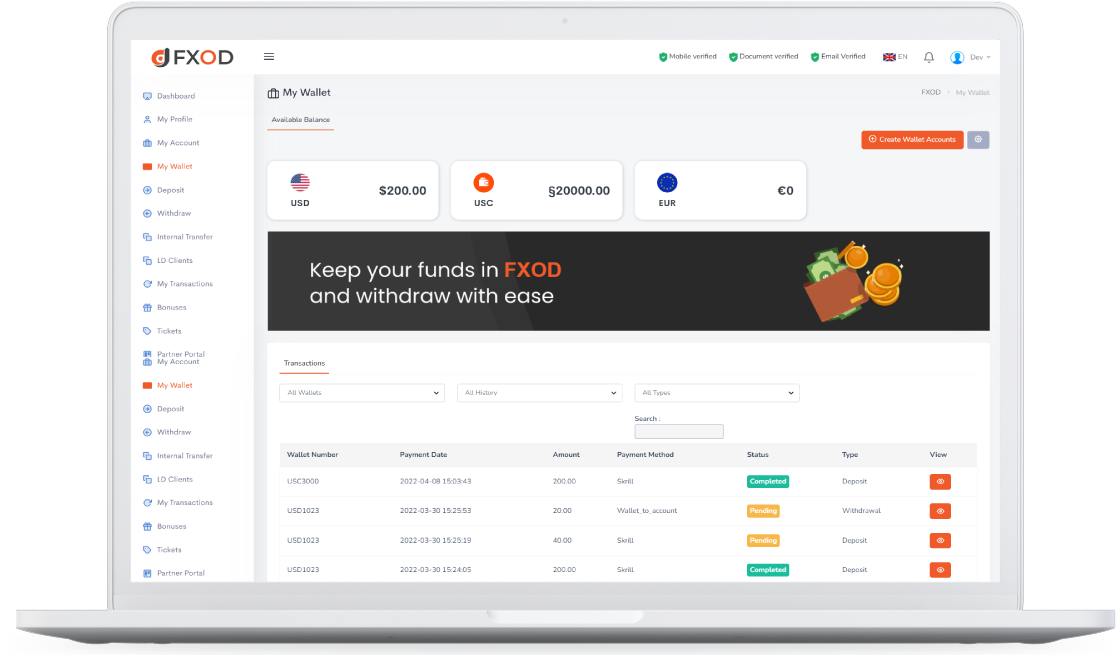 FXOD
Mobile verified Document verified Email Verified EN Dev
Dashboard
My Profile
My Account
My Wallet
Deposit
Withdraw
Internal Transfer
LD Clients
My Transactions
Bonuses
Tickets
Partner Portal
My Account
My Wallet
Deposit
Withdraw
Internal Transfer
LD Clients
My Transactions
Bonuses
Tickets
Partner Portal
My Wallet
FXOD My Wallet
Available Balance
Create Wallet Accounts
USD $200.00
USC §20000.00
EUR €0
Keep your funds in FXOD
and withdraw with ease
Transactions
All Wallets All History All Types
Search :
Wallet Number Payment Date Amount Payment Method Status Type View
USC3000 2022-04-08 15:03:43 200.00 Skrill Completed Deposit
USD1023 2022-03-30 15:25:53 20.00 Wallet_to_account Pending Withdrawal
USD1023 2022-03-30 15:25:19 40.00 Skrill Pending Deposit
USD1023 2022-03-30 15:24:05 200.00 Skrill Completed Deposit